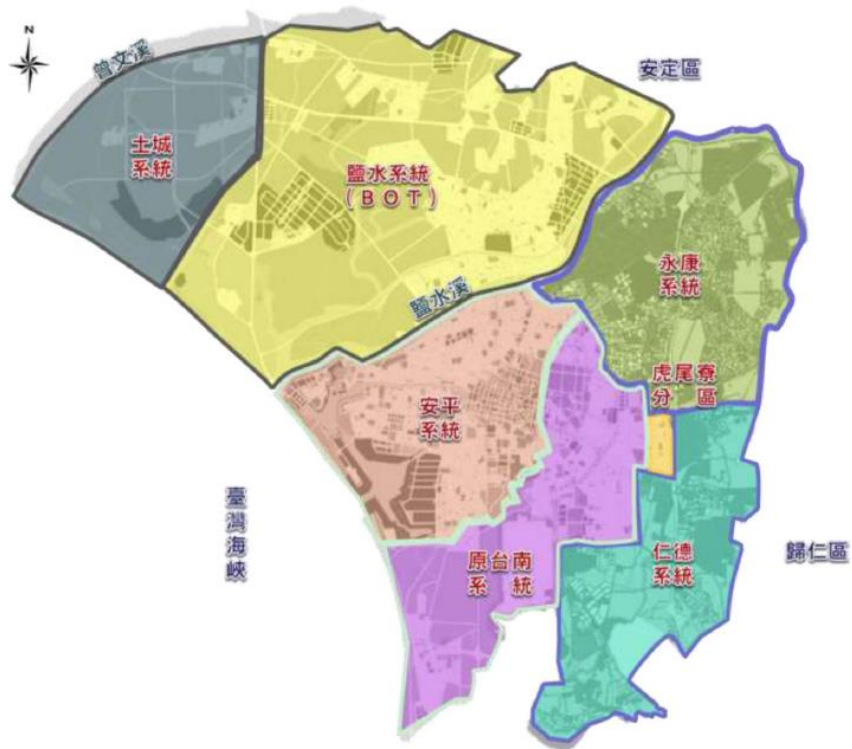 N
曾文溪
安定區
土城
系統
鹽水系統
(BOT)
永康
系統
鹽水溪
虎尾寮
分區
安平
系統
臺灣海峽
原台南
系統
仁德
系統
歸仁區